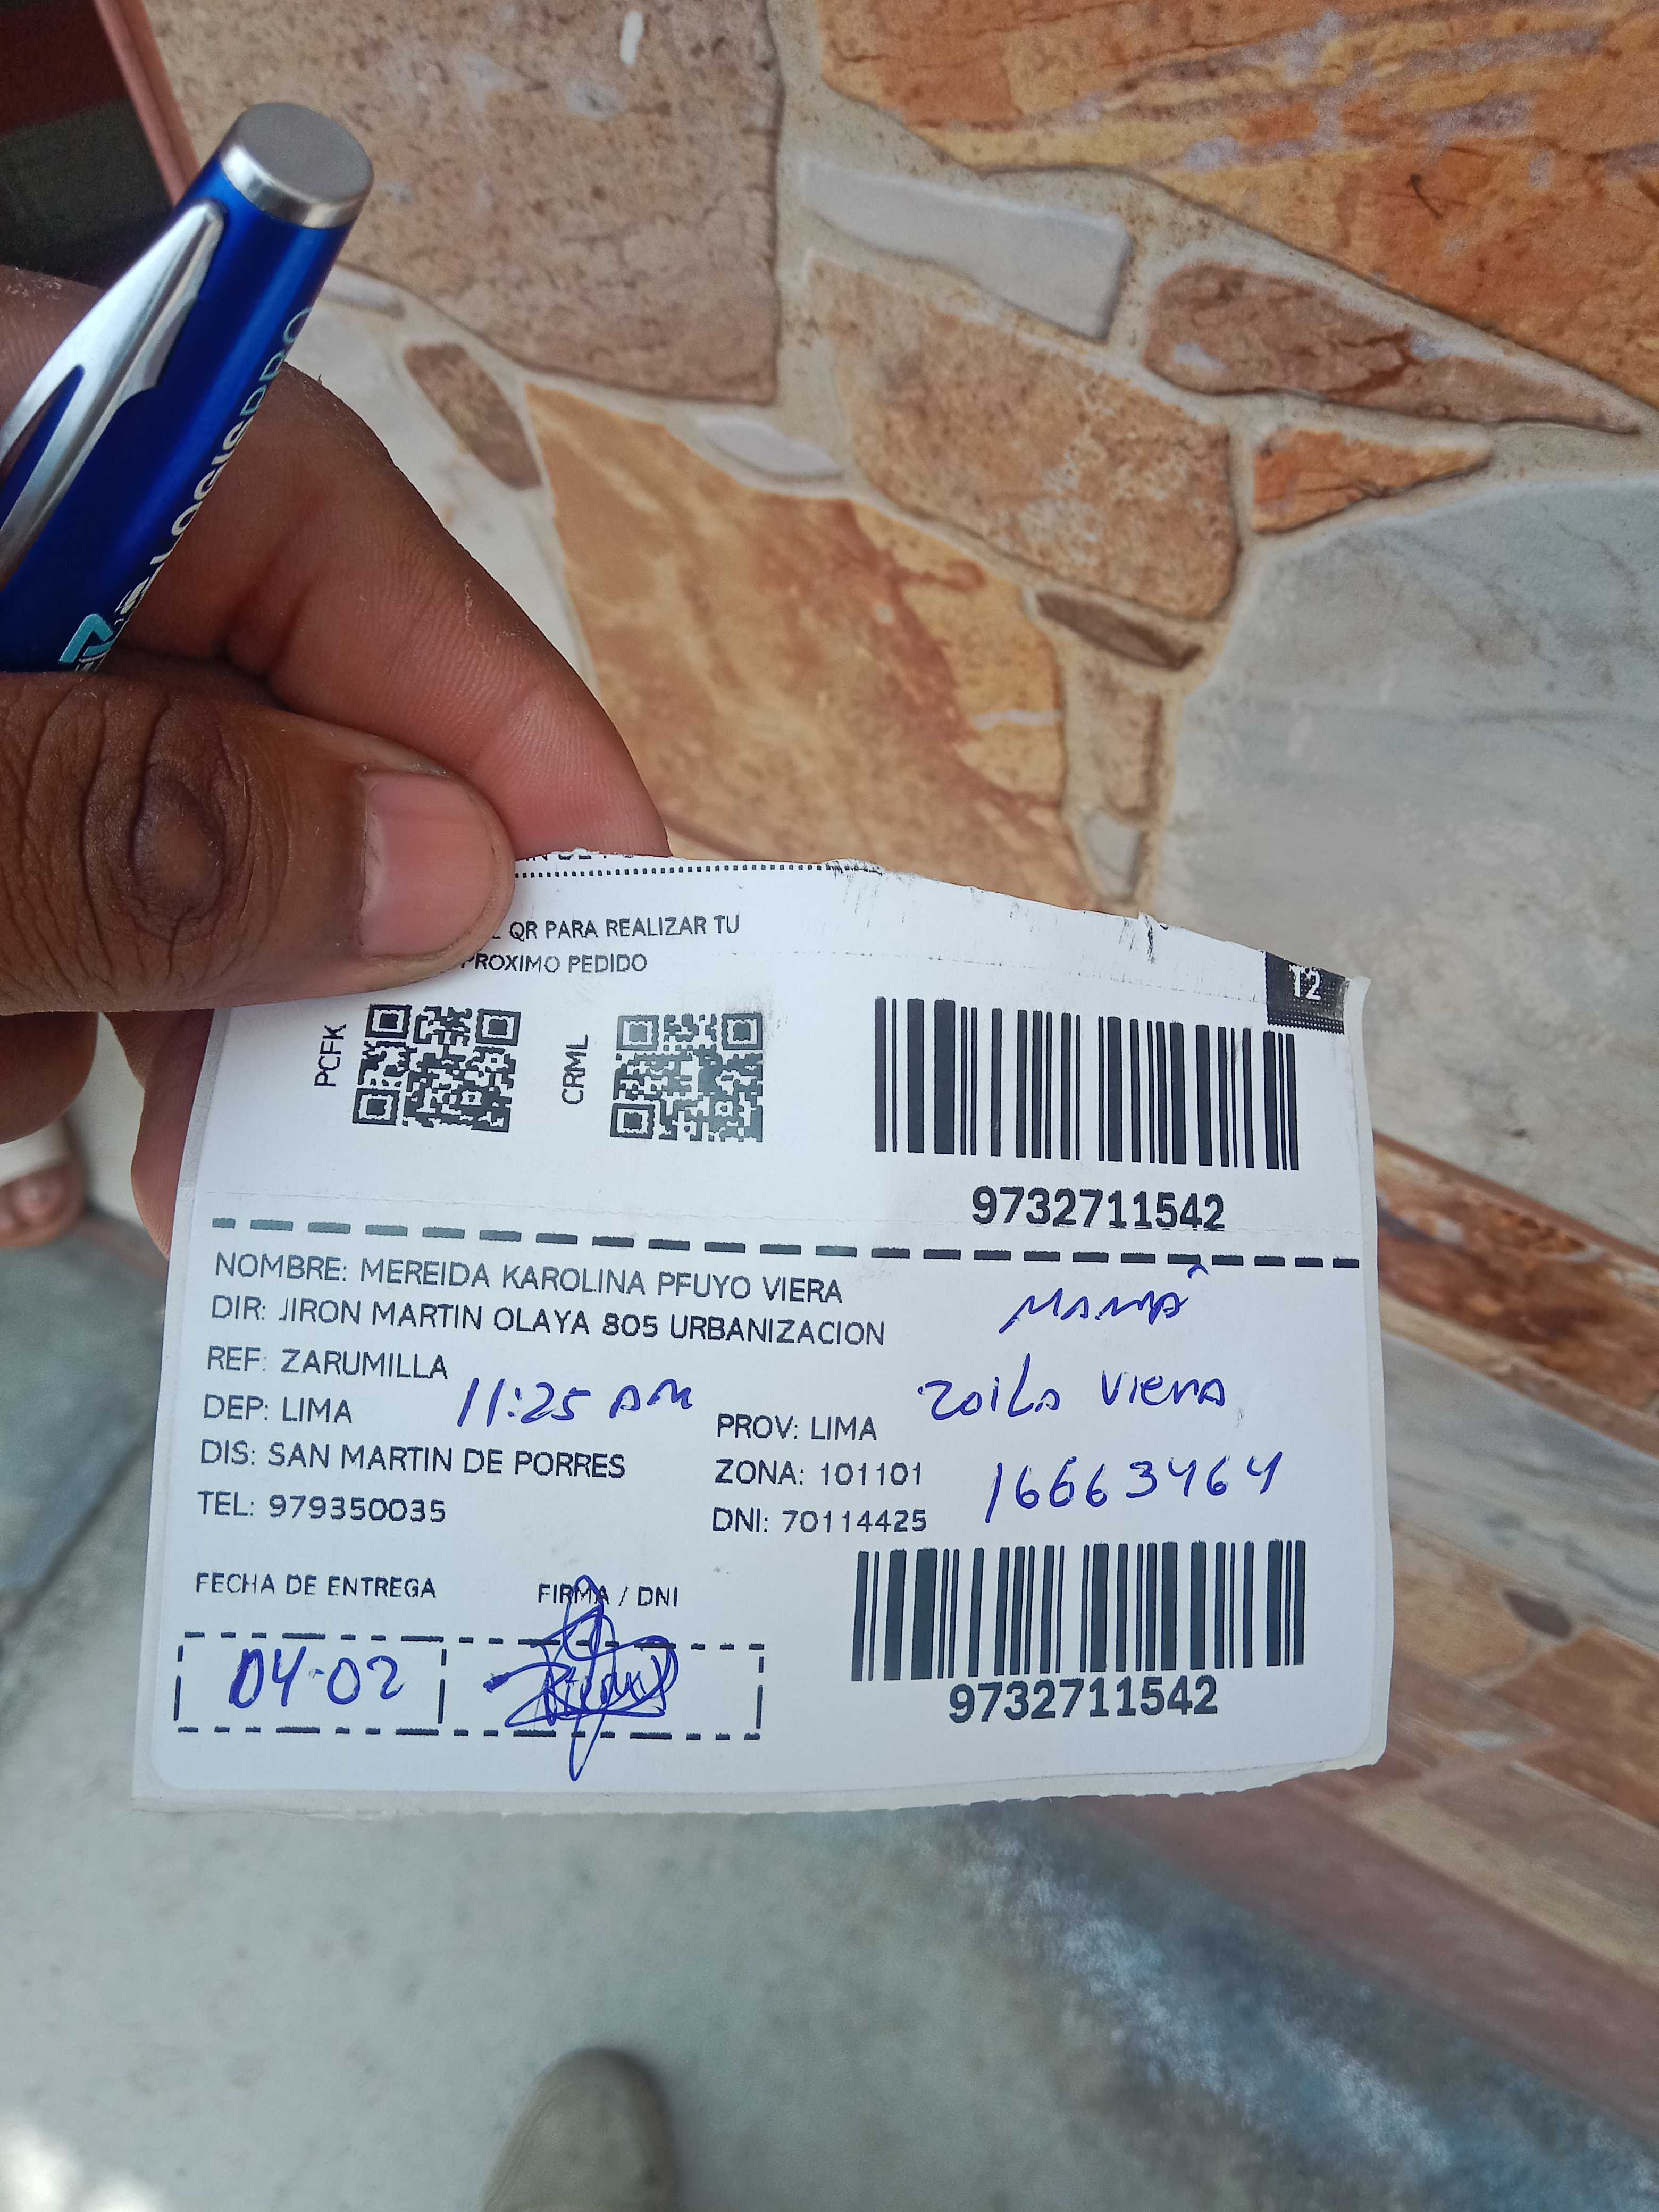 LOGISPRO
QR PARA REALIZAR TU
PROXIMO PEDIDO
T2
PCFK
CRML
9732711542
NOMBRE: MEREIDA KAROLINA PFUYO VIERA
DIR: JIRON MARTIN OLAYA 805 URBANIZACION
REF: ZARUMILLA
DEP: LIMA
PROV: LIMA
DIS: SAN MARTIN DE PORRES
ZONA: 101101
TEL: 979350035
DNI: 70114425
11:25 AM
MAMÁ
Zoila Viera
16663464
FECHA DE ENTREGA
FIRMA / DNI
04-02
9732711542